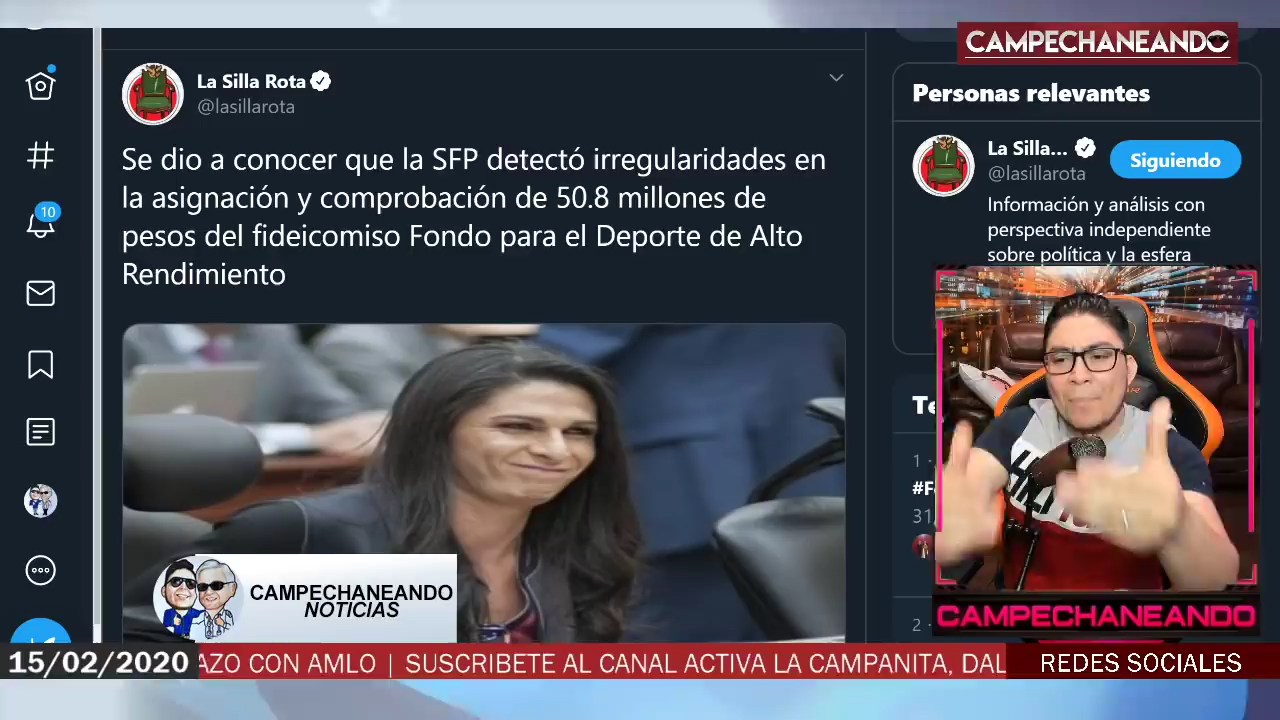 CAMPECHANEANDO
La Silla Rota
@lasillarota
Se dio a conocer que la SFP detectó irregularidades en
la asignación y comprobación de 50.8 millones de
pesos del fideicomiso Fondo para el Deporte de Alto
Rendimiento
10
Personas relevantes
La Silla...
@lasillarota
Siguiendo
Información y análisis con
perspectiva independiente
sobre política y la esfera
1 ·
31
2 ·
CAMPECHANEANDO
NOTICIAS
CAMPECHANEANDO
15/02/2020
AZO CON AMLO | SUSCRIBETE AL CANAL ACTIVA LA CAMPANITA, DAL
REDES SOCIALES